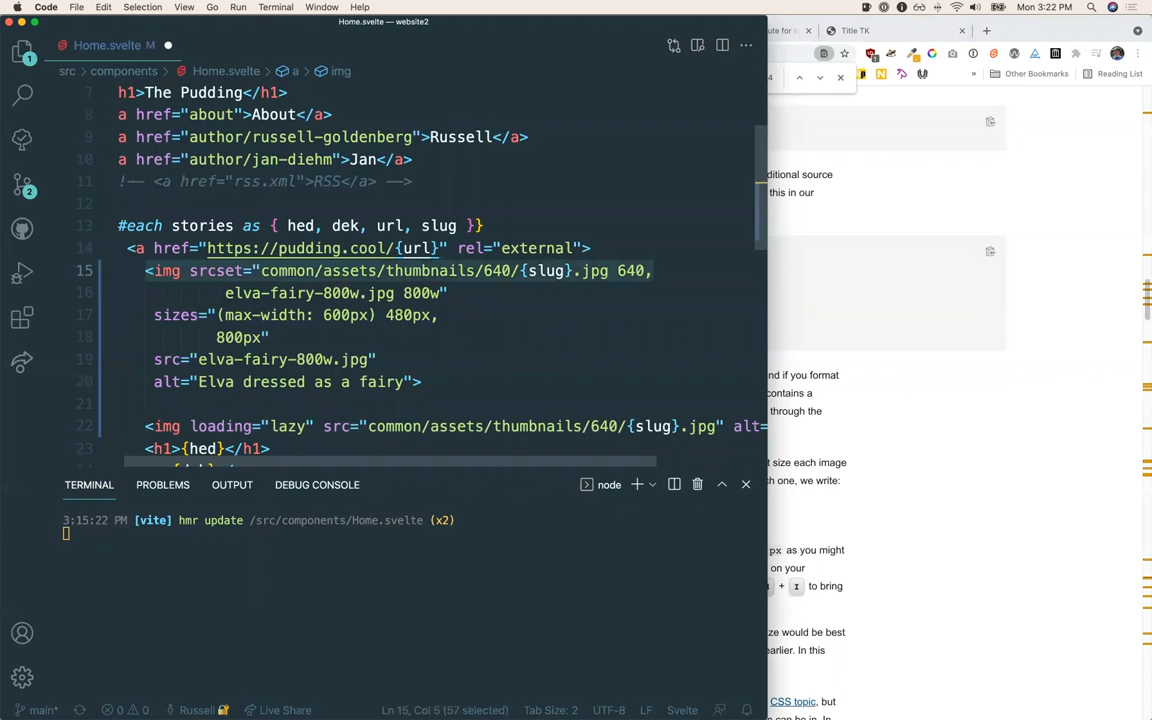 Code File Edit Selection View Go Run Terminal Window Help
Mon 3:22 PM
Home.svelte — website2
Home.svelte M
Title TK
src > components > Home.svelte > a > img
Other Bookmarks
Reading List
7 h1>The Pudding</h1>
8 a href="about">About</a>
9 a href="author/russell-goldenberg">Russell</a>
10 a href="author/jan-diehm">Jan</a>
11 !-- <a href="rss.xml">RSS</a> -->
12
13 #each stories as { hed, dek, url, slug }}
14 <a href="https://pudding.cool/{url}" rel="external">
15 <img srcset="common/assets/thumbnails/640/{slug}.jpg 640,
16 elva-fairy-800w.jpg 800w"
17 sizes="(max-width: 600px) 480px,
18 800px"
19 src="elva-fairy-800w.jpg"
20 alt="Elva dressed as a fairy">
21
22 <img loading="lazy" src="common/assets/thumbnails/640/{slug}.jpg" alt=
23 <h1>{hed}</h1>
ditional source
this in our
nd if you format
contains a
through the
t size each image
ch one, we write:
px as you might
on your
+ I to bring
ze would be best
earlier. In this
CSS topic, but
TERMINAL PROBLEMS OUTPUT DEBUG CONSOLE
node
3:15:22 PM [vite] hmr update /src/components/Home.svelte (x2)
main* 0 0 Russell Live Share
Ln 15, Col 5 (57 selected) Tab Size: 2 UTF-8 LF Svelte
1
2